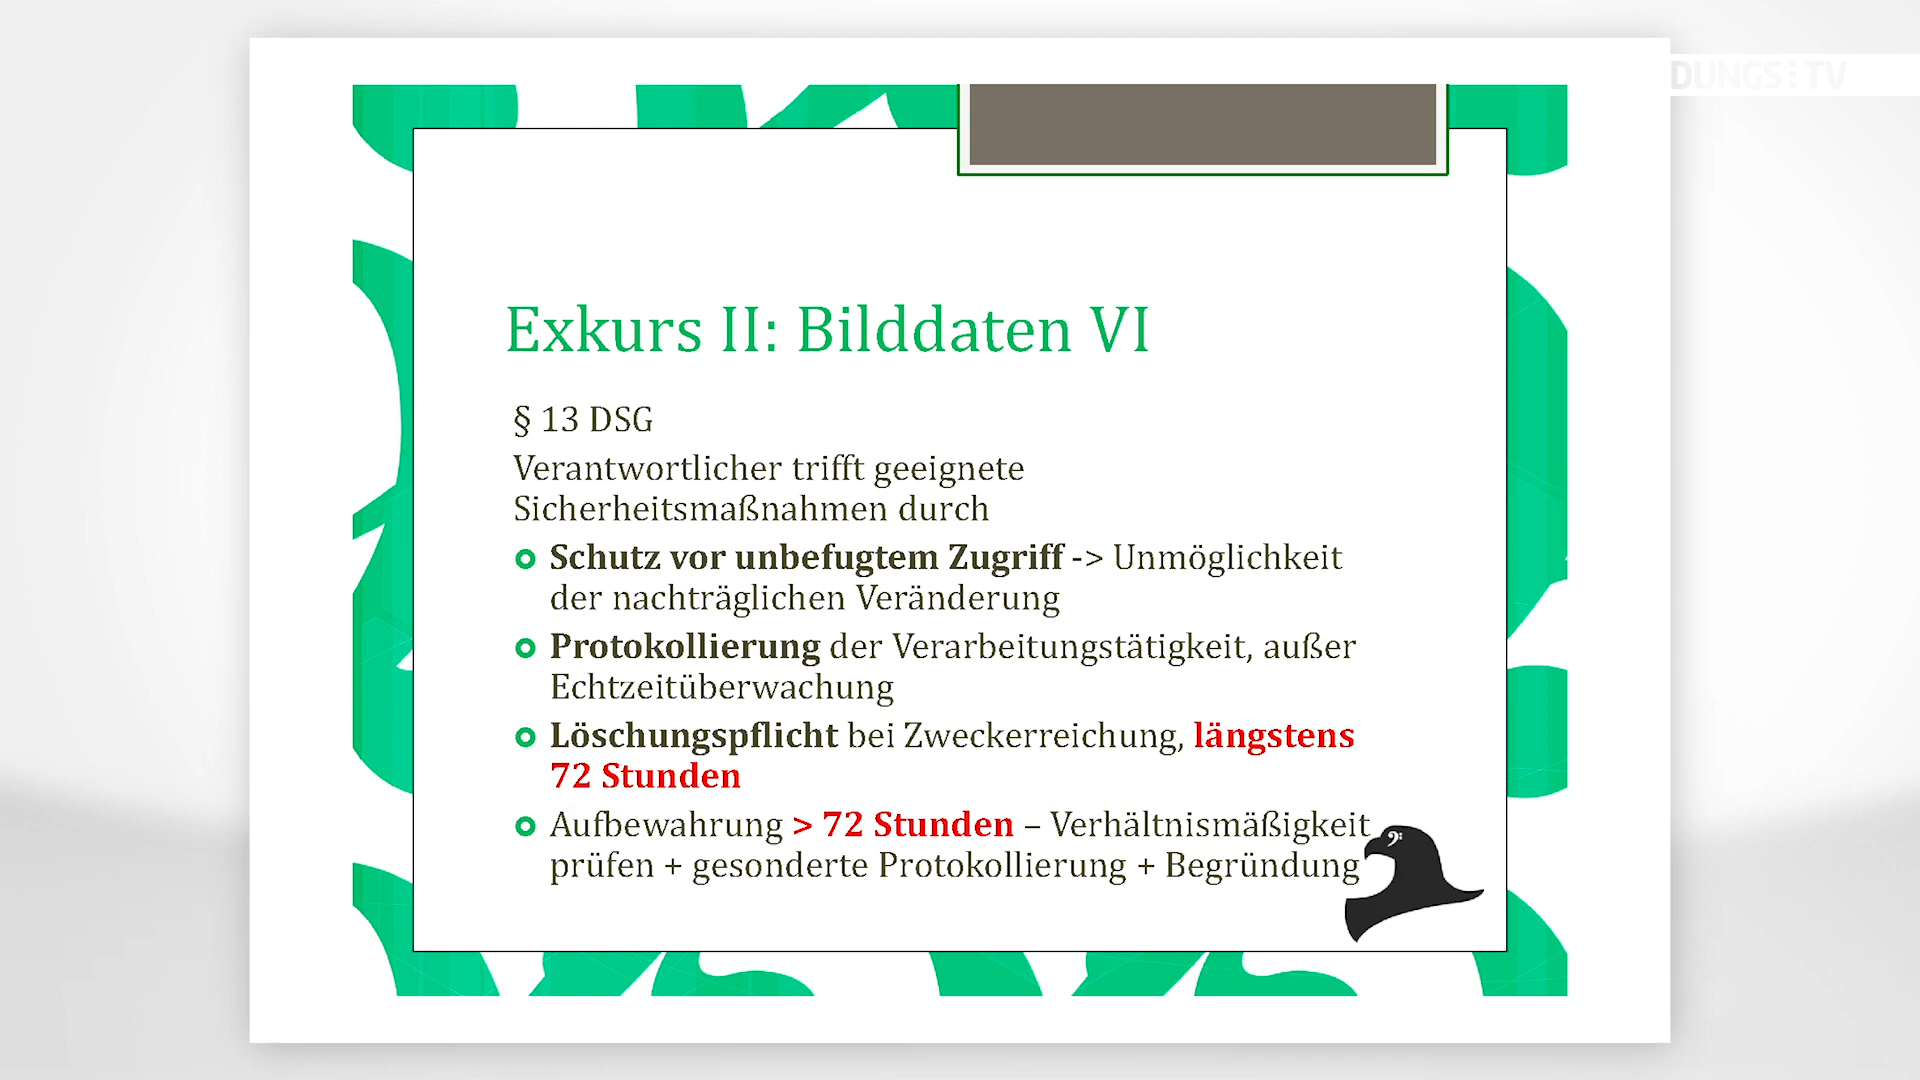 DUNGS TV
Exkurs II: Bilddaten VI
§ 13 DSG
Verantwortlicher trifft geeignete
Sicherheitsmaßnahmen durch
Schutz vor unbefugtem Zugriff -> Unmöglichkeit
der nachträglichen Veränderung
Protokollierung der Verarbeitungstätigkeit, außer
Echtzeitüberwachung
Löschungspflicht bei Zweckerreichung, längstens
72 Stunden
Aufbewahrung > 72 Stunden – Verhältnismäßigkeit
prüfen + gesonderte Protokollierung + Begründung